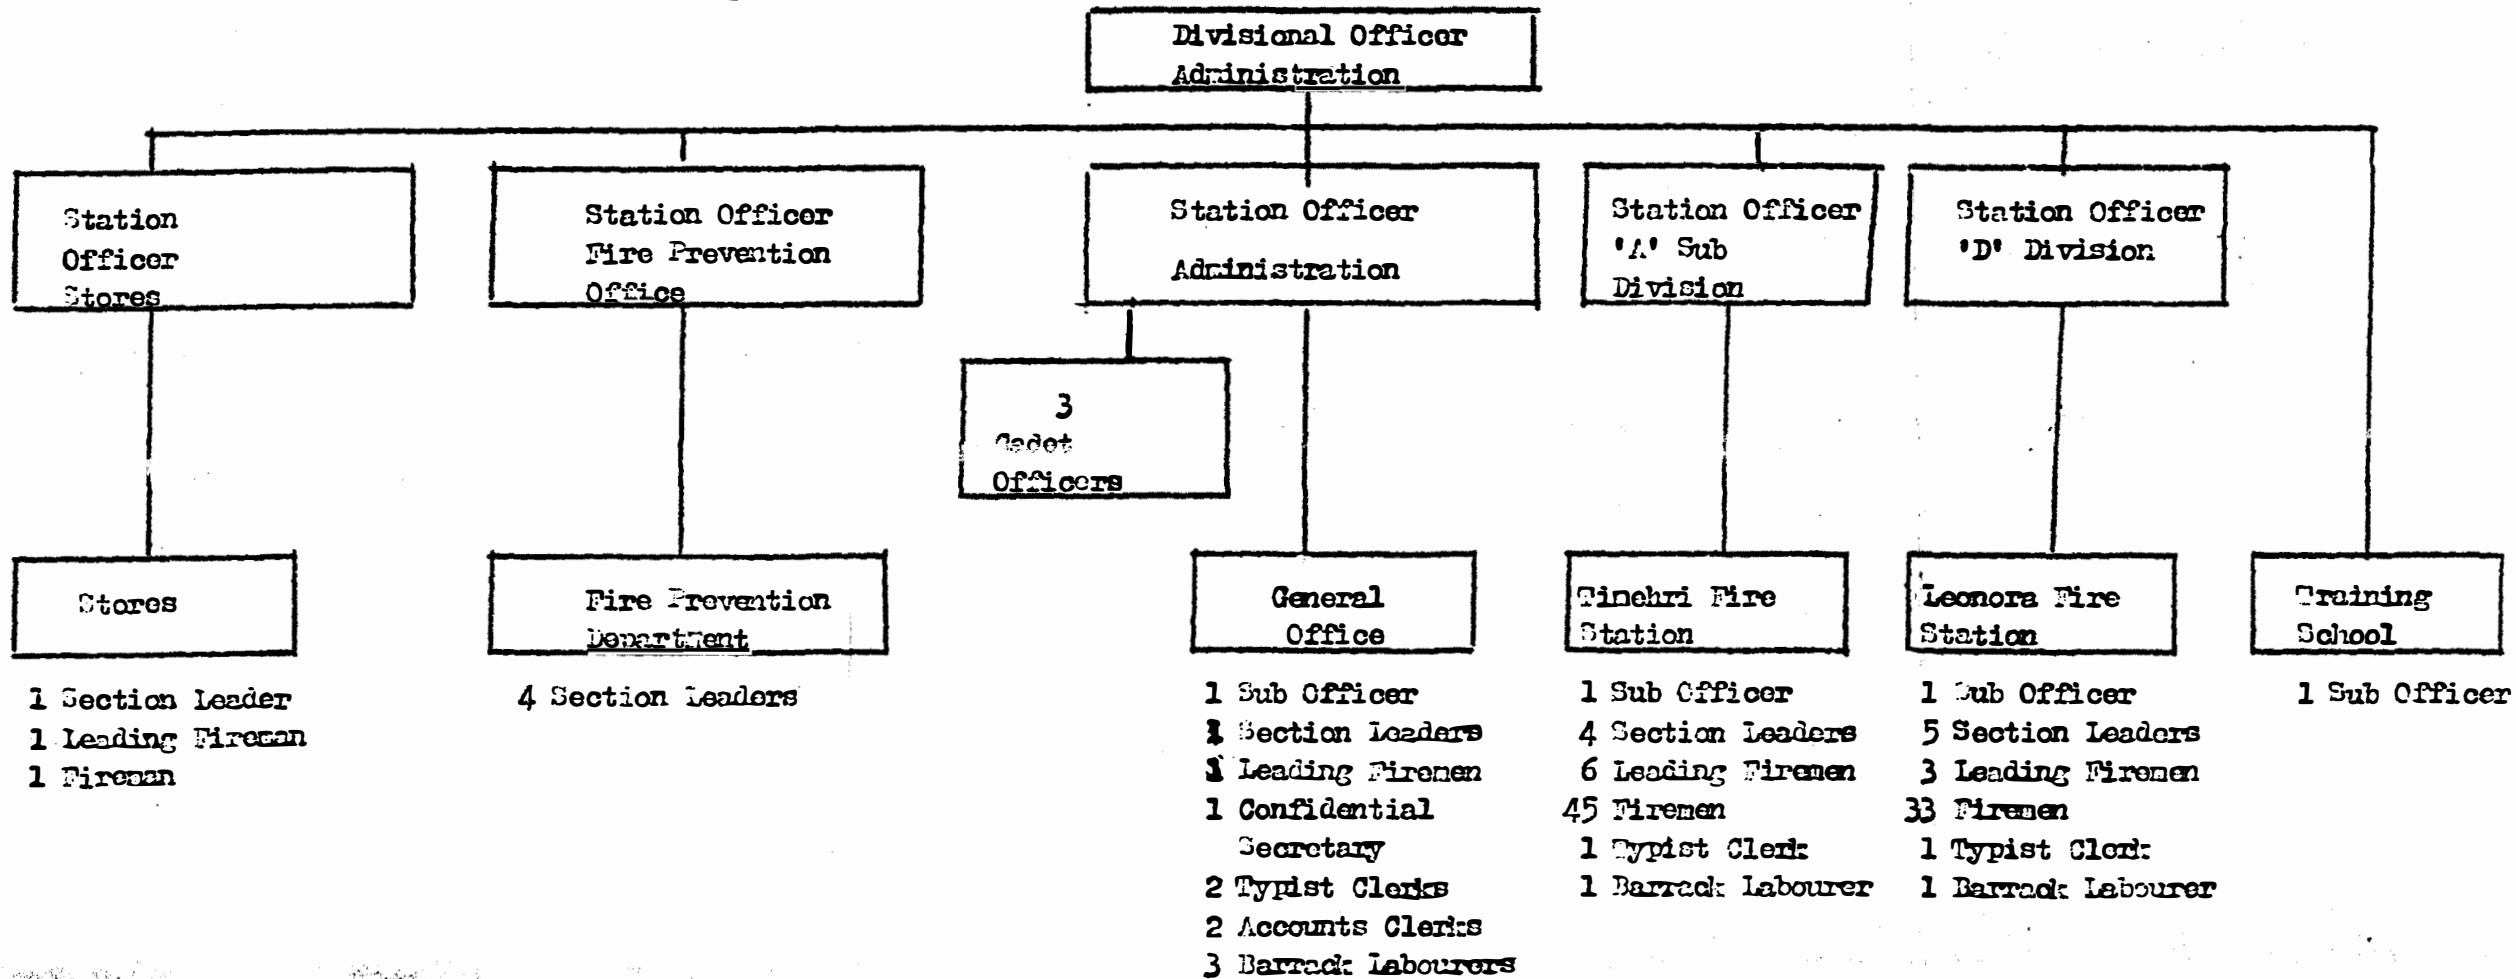 Divisional Officer
Administration
Station
Officer
Stores
Station Officer
Fire Prevention
Office
Station Officer
Administration
Station Officer
'A' Sub
Division
Station Officer
'D' Division
3
Cadet
Officers
Stores
Fire Prevention
Department
General
Office
Timehri Fire
Station
Leonora Fire
Station
Training
School
1 Section Leader
1 Leading Fireman
1 Fireman
4 Section Leaders
1 Sub Officer
Section Leaders
Leading Firemen
1 Confidential
Secretary
2 Typist Clerks
2 Accounts Clerks
3 Barrack Labourers
1 Sub Officer
4 Section Leaders
6 Leading Firemen
45 Firemen
1 Typist Clerk
1 Barrack Labourer
1 Sub Officer
5 Section Leaders
3 Leading Firemen
33 Firemen
1 Typist Clerk
1 Barrack Labourer
1 Sub Officer